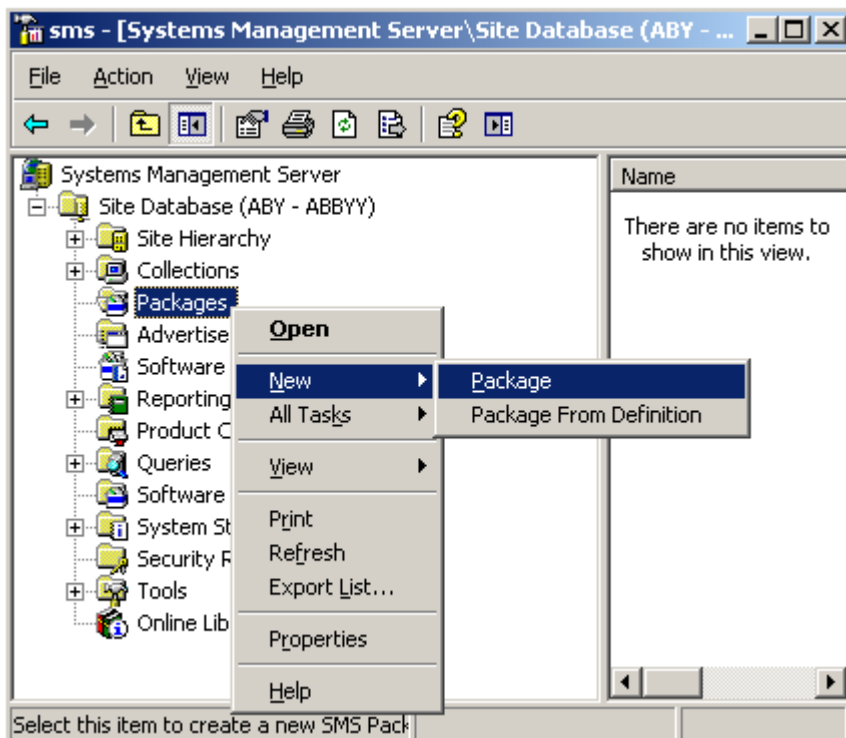 sms - [Systems Management Server\Site Database (ABY - ...
File Action View Help
Systems Management Server
Site Database (ABY - ABBYY)
Site Hierarchy
Collections
Packages
Advertise
Software
Reporting
Product C
Queries
Software
System St
Security R
Tools
Online Lib
Open
New
All Tasks
View
Print
Refresh
Export List...
Properties
Help
Package
Package From Definition
Name
There are no items to
show in this view.
Select this item to create a new SMS Pack